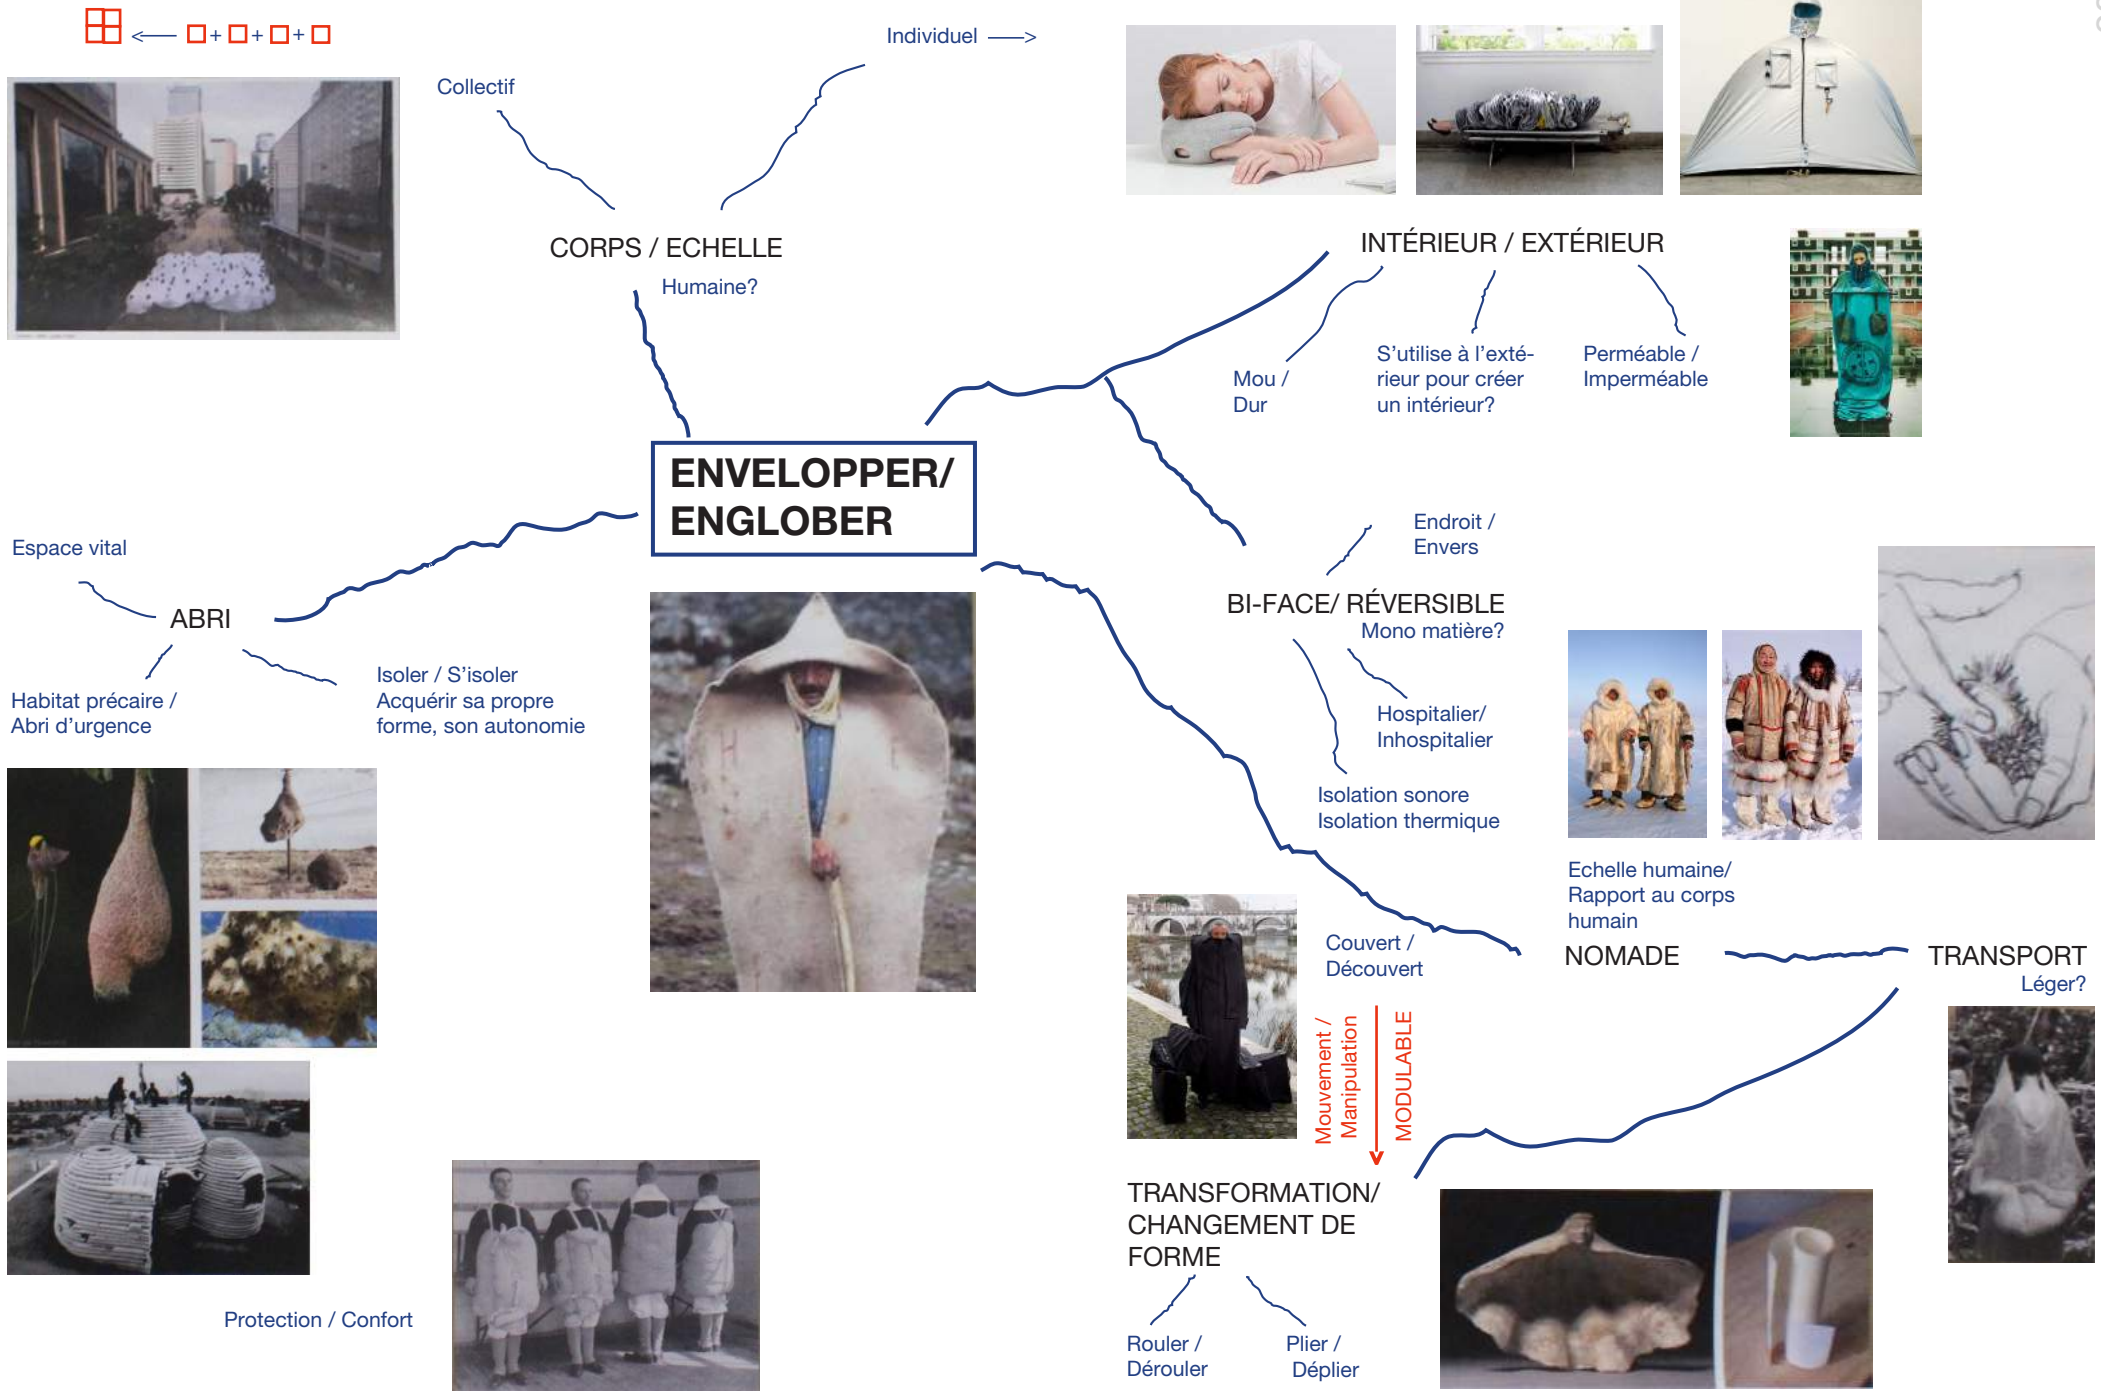 + + +
Collectif
Individuel
CORPS / ECHELLE
Humaine?
INTÉRIEUR / EXTÉRIEUR
Mou /
Dur
S'utilise à l'exté-
rieur pour créer
un intérieur?
Perméable /
Imperméable
ENVELOPPER/
ENGLOBER
Espace vital
ABRI
Habitat précaire /
Abri d'urgence
Isoler / S'isoler
Acquérir sa propre
forme, son autonomie
Endroit /
Envers
BI-FACE/ RÉVERSIBLE
Mono matière?
Hospitalier/
Inhospitalier
Isolation sonore
Isolation thermique
H
Echelle humaine/
Rapport au corps
humain
NOMADE
TRANSPORT
Léger?
Couvert /
Découvert
Mouvement /
Manipulation
MODULABLE
TRANSFORMATION/
CHANGEMENT DE
FORME
Rouler /
Dérouler
Plier /
Déplier
Protection / Confort